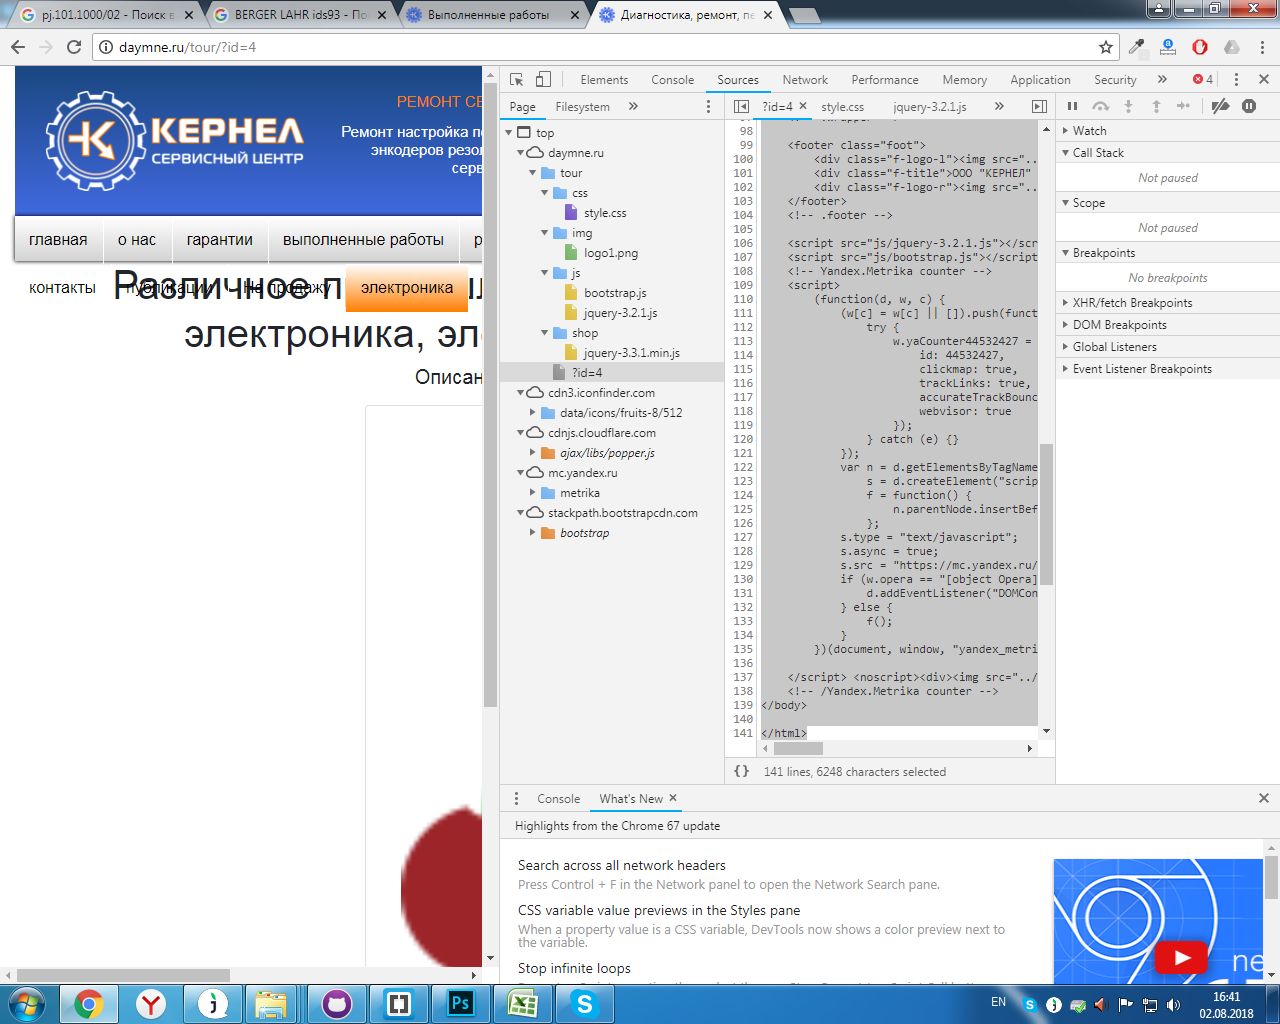 pj.101.1000/02 - Поиск в
BERGER LAHR ids93 - По
Выполненные работы
Диагностика, ремонт, пе
daymne.ru/tour/?id=4
КЕРНЕЛ
СЕРВИСНЫЙ ЦЕНТР
РЕМОНТ СЕ
Ремонт настройка по
энкодеров резол
серв
главная
о нас
гарантии
выполненные работы
контакты
публикации
На продажу
электроника
Различное п
электроника, эл
Описан
Elements
Console
Sources
Network
Performance
Memory
Application
Security
4
Page
Filesystem
top
daymne.ru
tour
css
style.css
img
logo1.png
js
bootstrap.js
jquery-3.2.1.js
shop
jquery-3.3.1.min.js
?id=4
cdn3.iconfinder.com
data/icons/fruits-8/512
cdnjs.cloudflare.com
ajax/libs/popper.js
mc.yandex.ru
metrika
stackpath.bootstrapcdn.com
bootstrap
?id=4
style.css
jquery-3.2.1.js
98
99 <footer class="foot">
100 <div class="f-logo-l"><img src="..
101 <div class="f-title">ООО "КЕРНЕЛ"
102 <div class="f-logo-r"><img src="..
103 </footer>
104 <!-- .footer -->
105
106 <script src="js/jquery-3.2.1.js"></scr
107 <script src="js/bootstrap.js"></script
108 <!-- Yandex.Metrika counter -->
109 <script>
110 (function(d, w, c) {
111 (w[c] = w[c] || []).push(funct
112 try {
113 w.yaCounter44532427 =
114 id: 44532427,
115 clickmap: true,
116 trackLinks: true,
117 accurateTrackBounc
118 webvisor: true
119 });
120 } catch (e) {}
121 });
122 var n = d.getElementsByTagName
123 s = d.createElement("scrip
124 f = function() {
125 n.parentNode.insertBef
126 };
127 s.type = "text/javascript";
128 s.async = true;
129 s.src = "https://mc.yandex.ru/
130 if (w.opera == "[object Opera]
131 d.addEventListener("DOMCon
132 } else {
133 f();
134 }
135 })(document, window, "yandex_metri
136
137 </script> <noscript><div><img src="../
138 <!-- /Yandex.Metrika counter -->
139 </body>
140
141 </html>
{} 141 lines, 6248 characters selected
Watch
Call Stack
Not paused
Scope
Not paused
Breakpoints
No breakpoints
XHR/fetch Breakpoints
DOM Breakpoints
Global Listeners
Event Listener Breakpoints
Console
What's New
Highlights from the Chrome 67 update
Search across all network headers
Press Control + F in the Network panel to open the Network Search pane.
CSS variable value previews in the Styles pane
When a property value is a CSS variable, DevTools now shows a color preview next to
the variable.
Stop infinite loops
ne
EN
16:41
02.08.2018